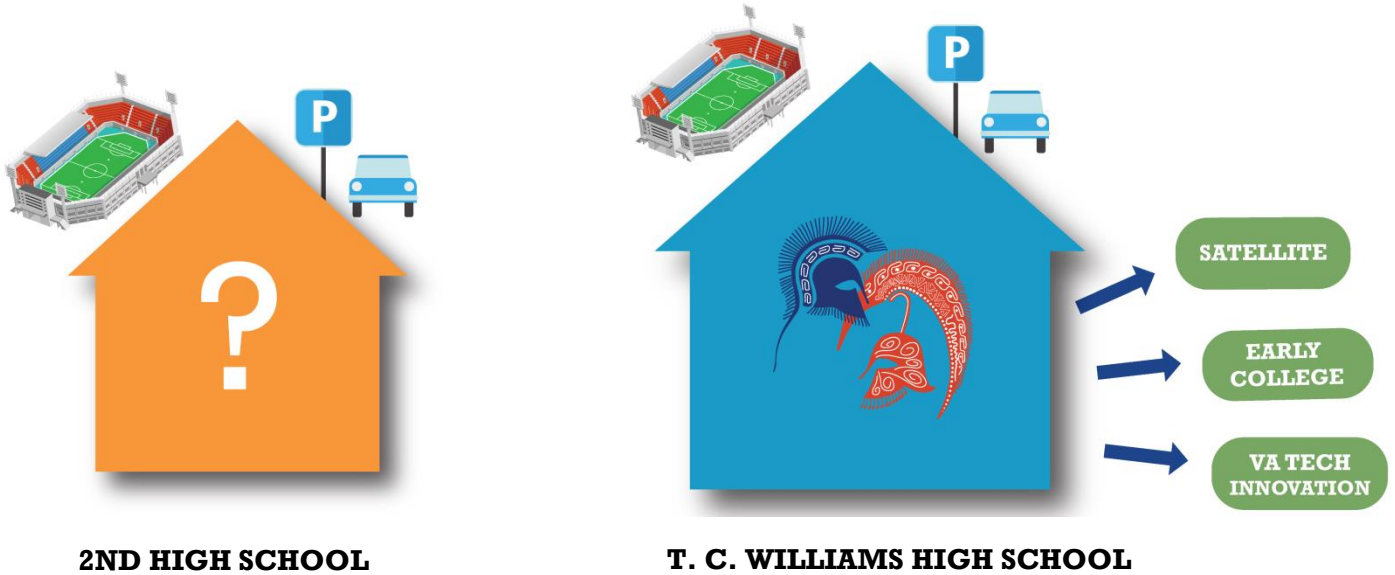 P
?
2ND HIGH SCHOOL
P
T. C. WILLIAMS HIGH SCHOOL
SATELLITE
EARLY
COLLEGE
VA TECH
INNOVATION